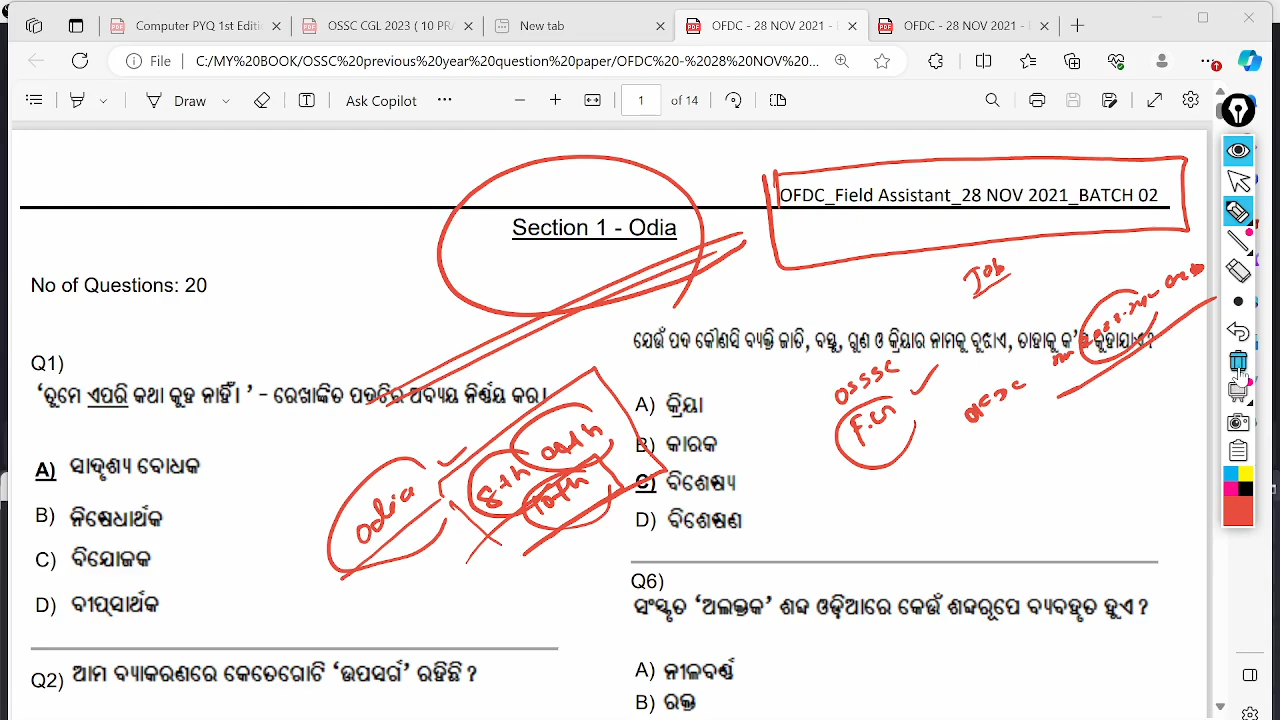 Computer PYQ 1st Editi
OSSC CGL 2023 ( 10 PRA
New tab
OFDC - 28 NOV 2021 -
OFDC - 28 NOV 2021 -
File
C:/MY%20BOOK/OSSC%20previous%20year%20question%20paper/OFDC%20-%2028%20NOV%20...
Draw
Ask Copilot
1 of 14
OFDC_Field Assistant_28 NOV 2021_BATCH 02
Section 1 - Odia
No of Questions: 20
Q1)
‘ତୁମେ ଏପରି କଥା କୁହ ନାହିଁ। ’ - ରେଖାଙ୍କିତ ପଦଟିର ଅବ୍ୟୟ ନିର୍ଣ୍ଣୟ କର।
A) ସାଦୃଶ୍ୟ ବୋଧକ
B) ନିଷେଧାର୍ଥକ
C) ବିଯୋଜକ
D) ବୀପ୍ସାର୍ଥକ
Q2) ଆମ ବ୍ୟାକରଣରେ କେତେଗୋଟି ‘ଉପସର୍ଗ’ ରହିଛି ?
Job
ଯେଉଁ ପଦ କୌଣସି ବ୍ୟକ୍ତି ଜାତି, ବସ୍ତୁ, ଗୁଣ ଓ କ୍ରିୟାର ନାମକୁ ବୁଝାଏ, ତାହାକୁ କ’ଣ କୁହାଯାଏ ?
A) କ୍ରିୟା
B) କାରକ
C) ବିଶେଷ୍ୟ
D) ବିଶେଷଣ
OSSSC
odia
8th
10th
Q6)
ସଂସ୍କୃତ ‘ଅଲକ୍ତକ’ ଶବ୍ଦ ଓଡ଼ିଆରେ କେଉଁ ଶବ୍ଦରୂପେ ବ୍ୟବହୃତ ହୁଏ ?
A) ନୀଳବର୍ଣ୍ଣ
B) ରକ୍ତ